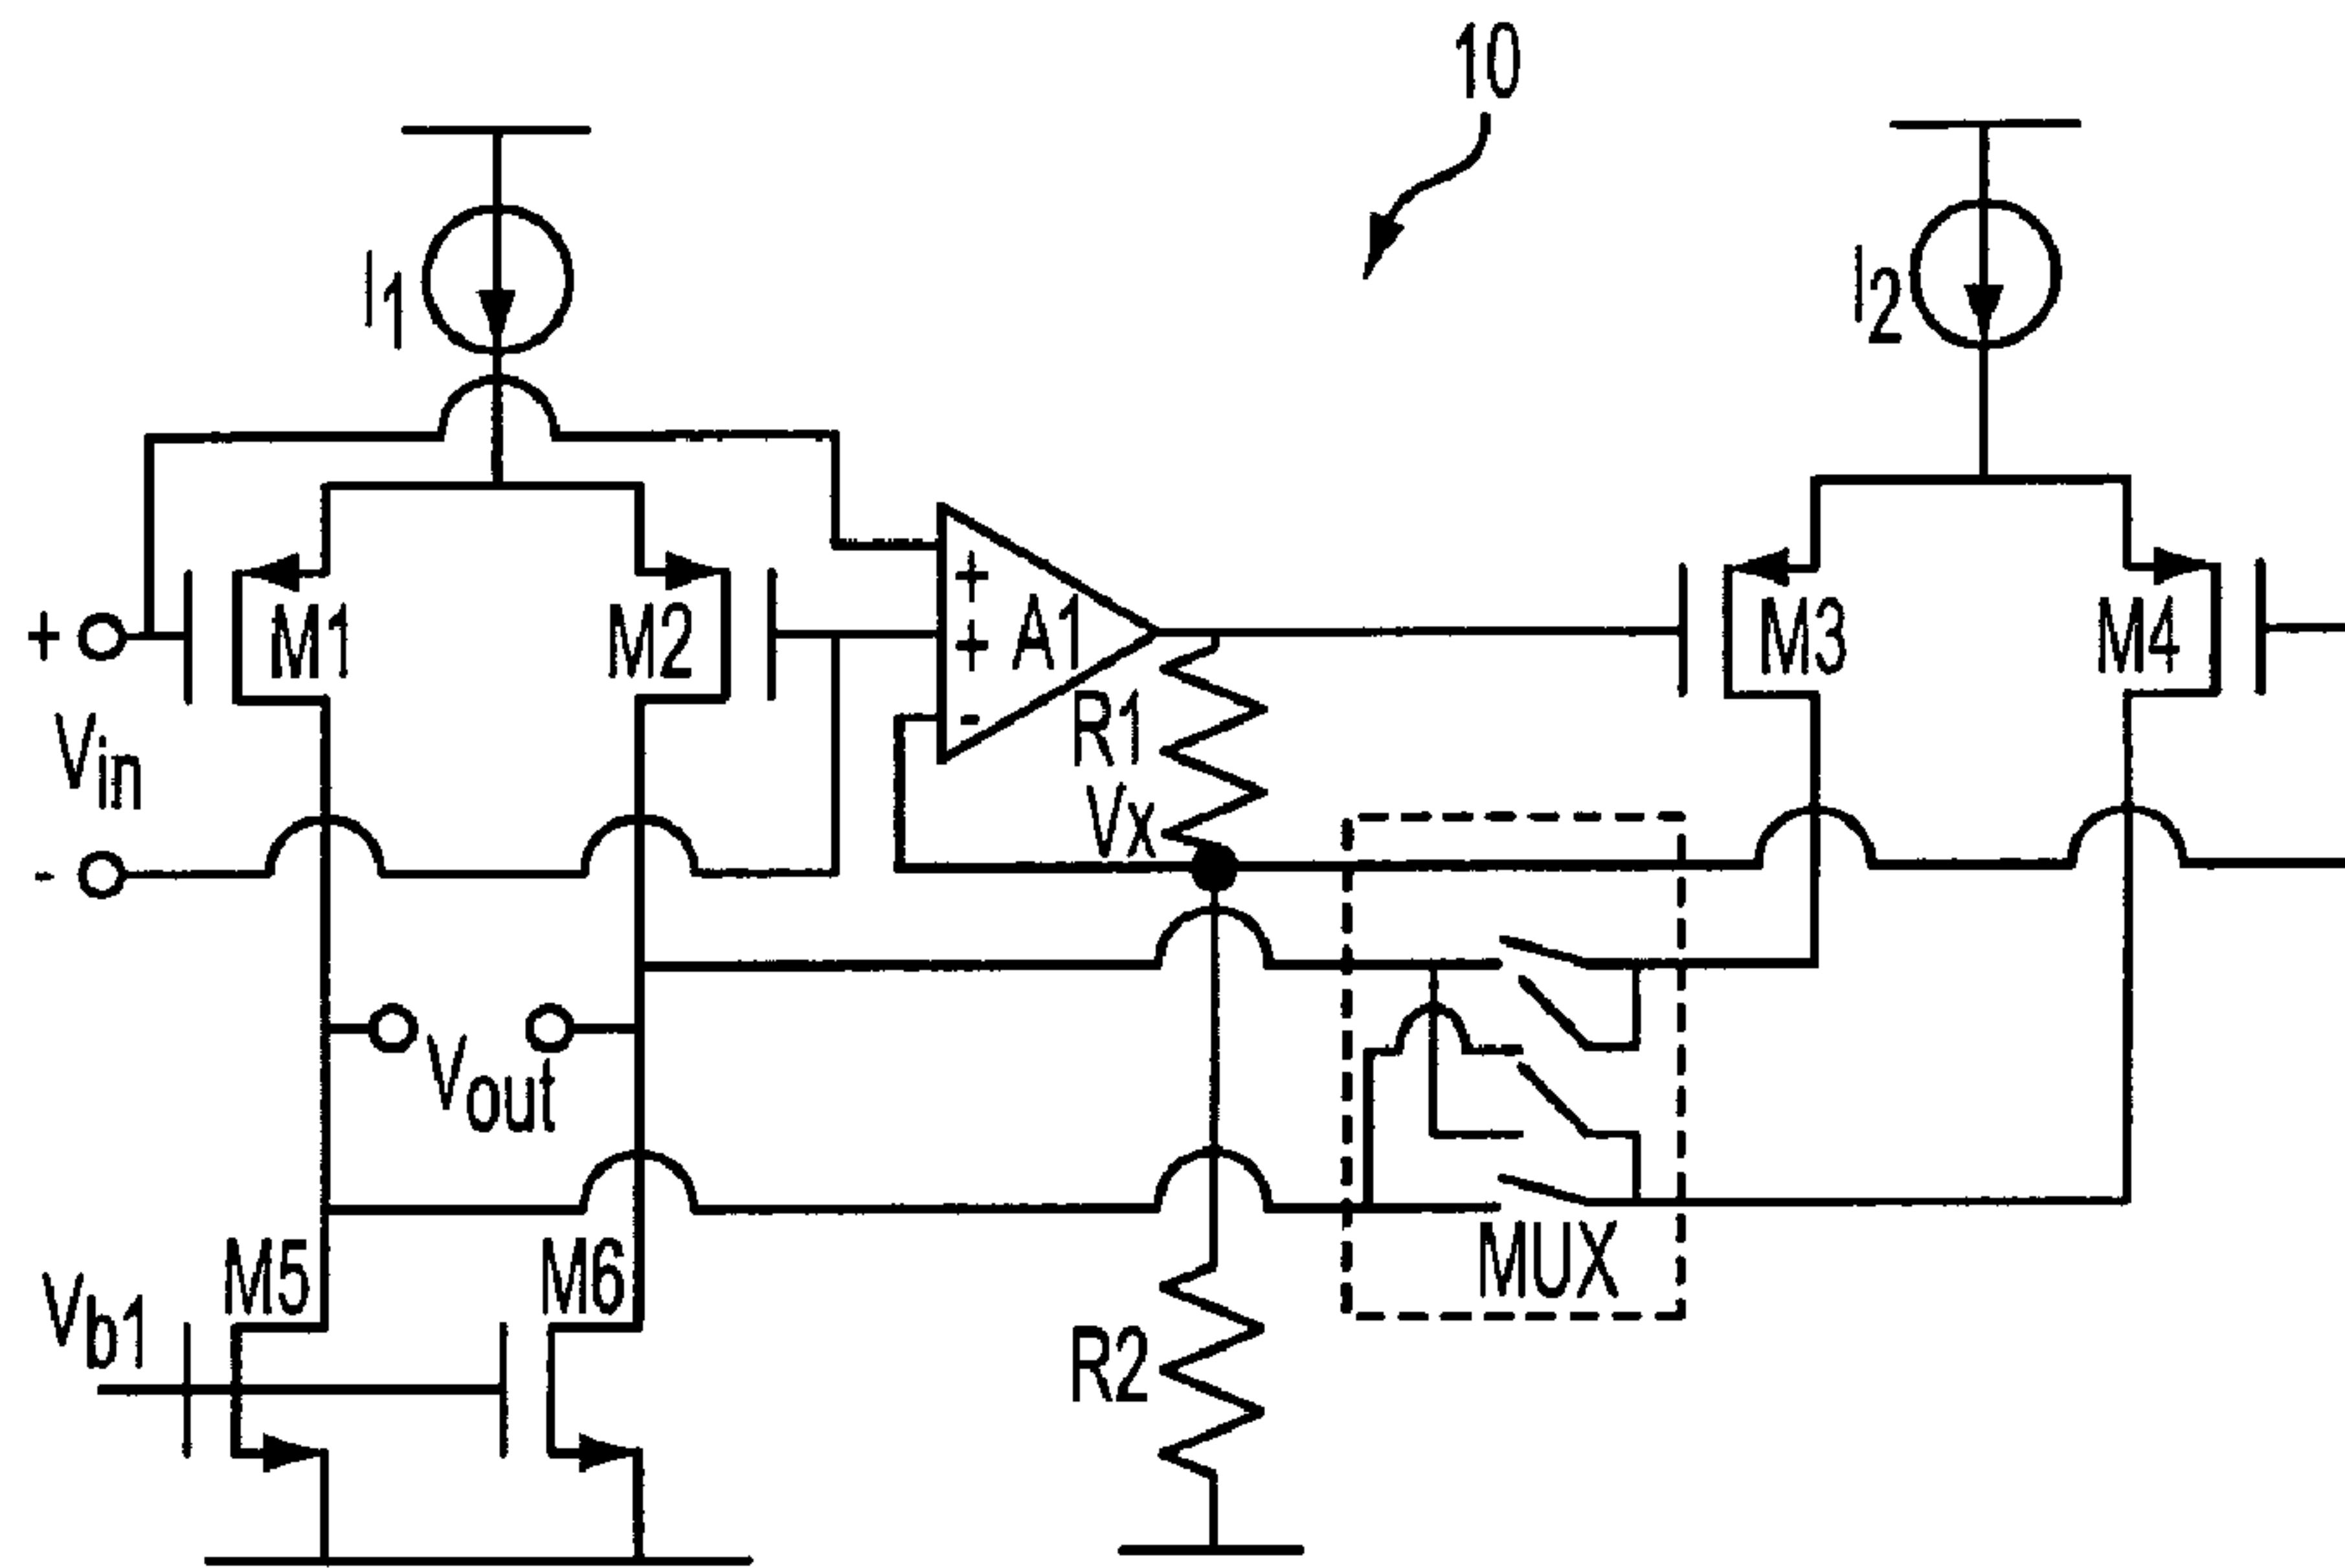 10
I1
I2
+
M1
M2
+
+
-
A1
M3
M4
Vin
R1
Vx
-
Vout
MUX
M5
M6
Vb1
R2